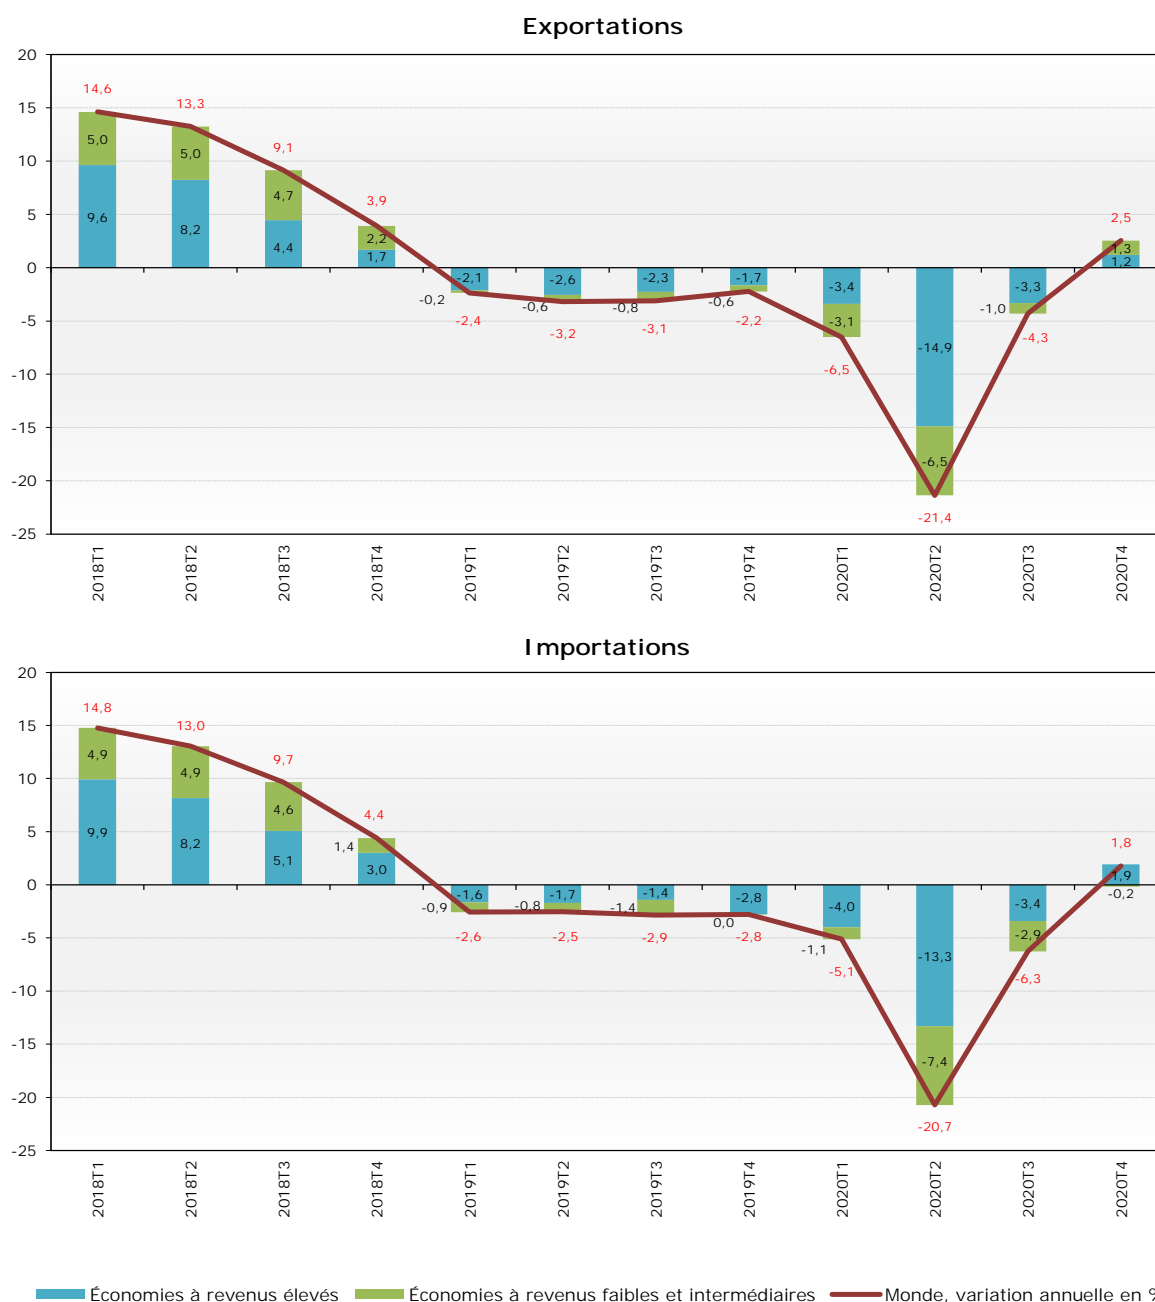 Exportations
20
15
10
5
0
-5
-10
-15
-20
-25
14,6 13,3 9,1 3,9 -2,4 -3,2 -3,1 -2,2 -6,5 -21,4 -4,3 2,5
5,0 5,0 4,7 2,2 -0,2 -0,6 -0,8 -0,6 -3,1 -6,5 -1,0 1,3
9,6 8,2 4,4 1,7 -2,1 -2,6 -2,3 -1,7 -3,4 -14,9 -3,3 1,2
2018T1 2018T2 2018T3 2018T4 2019T1 2019T2 2019T3 2019T4 2020T1 2020T2 2020T3 2020T4
Importations
20
15
10
5
0
-5
-10
-15
-20
-25
14,8 13,0 9,7 4,4 -2,6 -2,5 -2,9 -2,8 -5,1 -20,7 -6,3 1,8
4,9 4,9 4,6 1,4 -0,9 -0,8 -1,4 0,0 -1,1 -7,4 -2,9 -0,2
9,9 8,2 5,1 3,0 -1,6 -1,7 -1,4 -2,8 -4,0 -13,3 -3,4 1,9
2018T1 2018T2 2018T3 2018T4 2019T1 2019T2 2019T3 2019T4 2020T1 2020T2 2020T3 2020T4
Économies à revenus élevés Économies à revenus faibles et intermédiaires Monde, variation annuelle en %